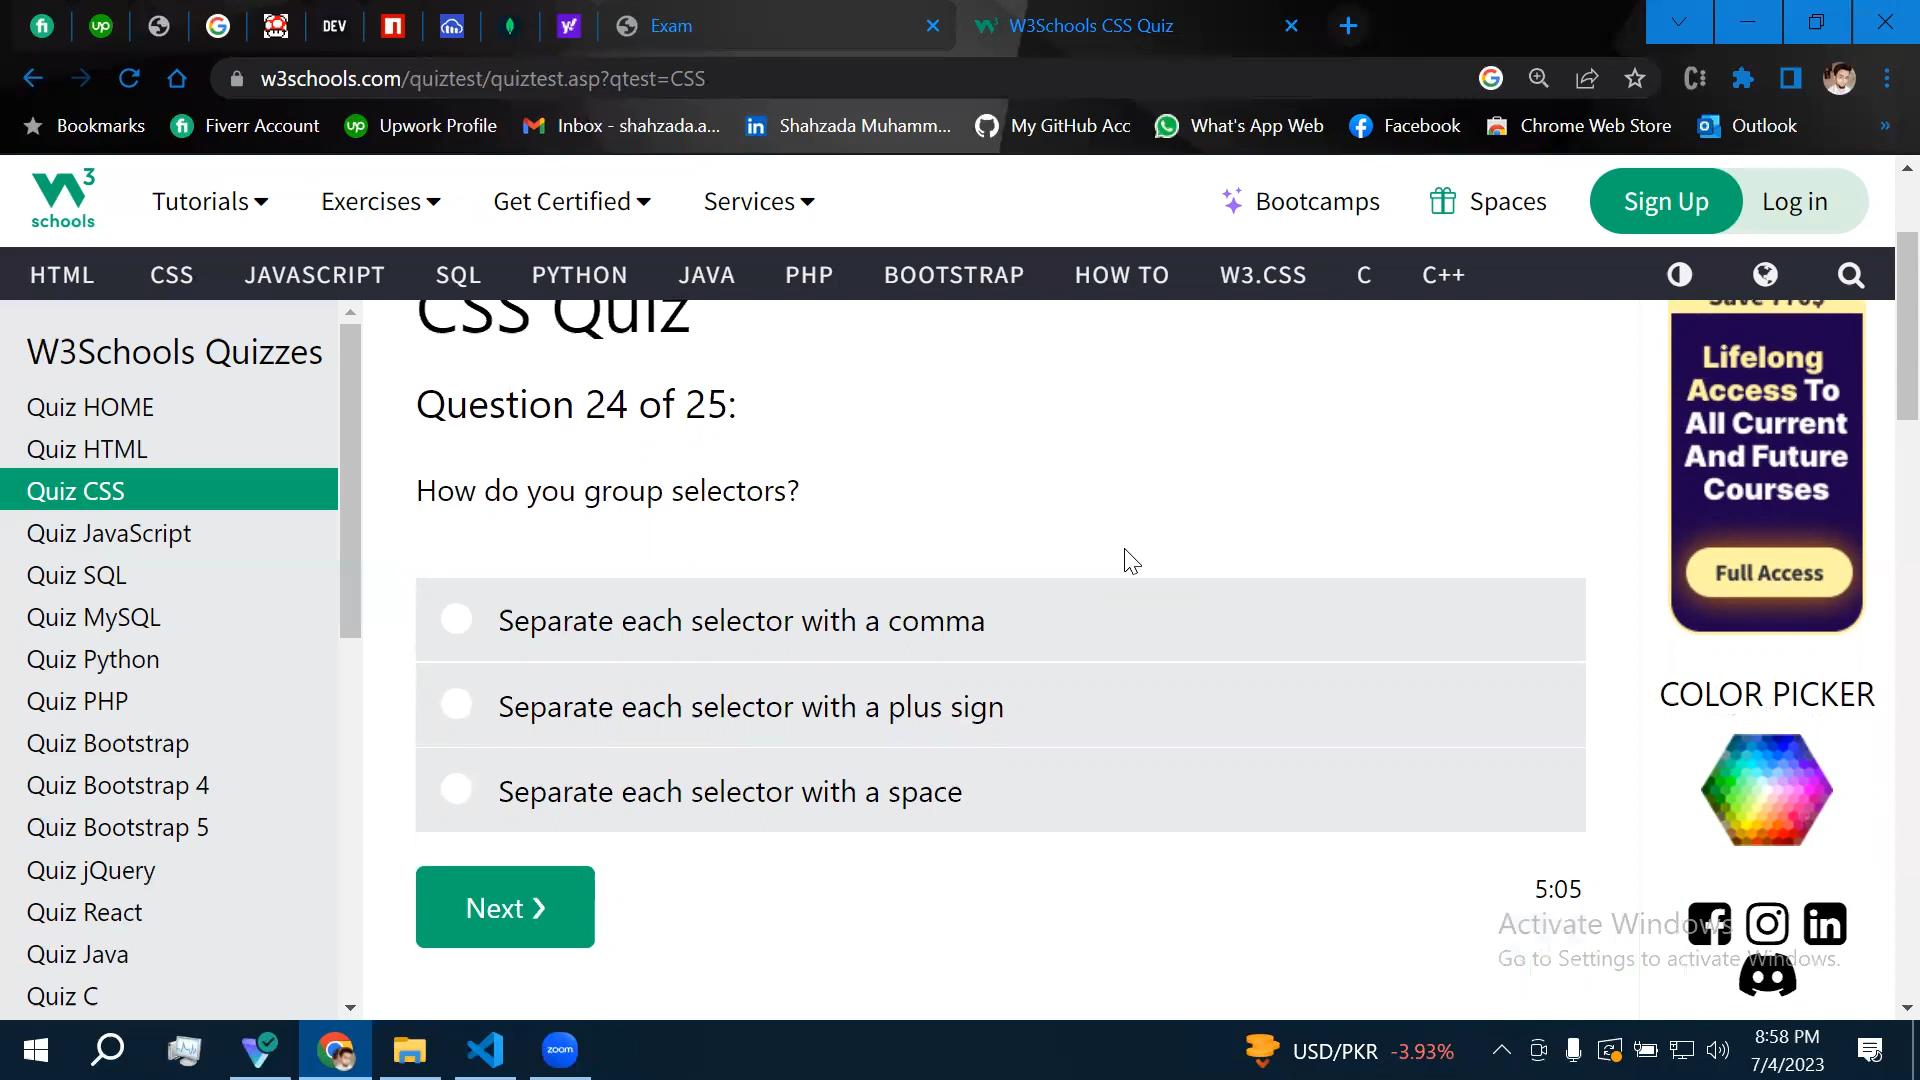 DEV
Exam
W3Schools CSS Quiz
w3schools.com/quiztest/quiztest.asp?qtest=CSS
Bookmarks
Fiverr Account
Upwork Profile
Inbox - shahzada.a...
Shahzada Muhamm...
My GitHub Acc
What's App Web
Facebook
Chrome Web Store
Outlook
schools
Tutorials
Exercises
Get Certified
Services
Bootcamps
Spaces
Sign Up
Log in
HTML
CSS
JAVASCRIPT
SQL
PYTHON
JAVA
PHP
BOOTSTRAP
HOW TO
W3.CSS
C
C++
W3Schools Quizzes
Quiz HOME
Quiz HTML
Quiz CSS
Quiz JavaScript
Quiz SQL
Quiz MySQL
Quiz Python
Quiz PHP
Quiz Bootstrap
Quiz Bootstrap 4
Quiz Bootstrap 5
Quiz jQuery
Quiz React
Quiz Java
Quiz C
CSS Quiz
Question 24 of 25:
How do you group selectors?
Separate each selector with a comma
Separate each selector with a plus sign
Separate each selector with a space
Next ❯
5:05
Lifelong
Access To
All Current
And Future
Courses
Full Access
COLOR PICKER
Activate Windows
Go to Settings to activate Windows.
zoom
USD/PKR -3.93%
8:58 PM
7/4/2023